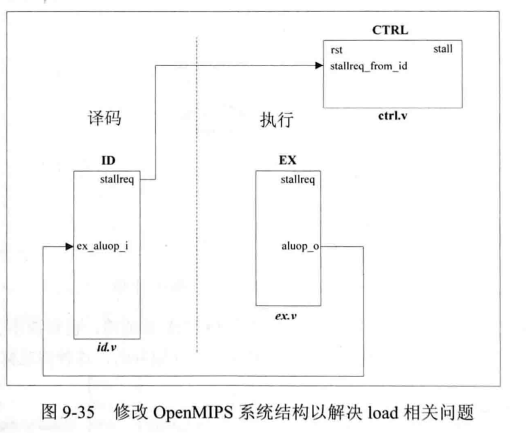 CTRL
rst stall
stallreq_from_id
ctrl.v
译码 执行
ID EX
stallreq stallreq
ex_aluop_i aluop_o
ex.v
id.v
图 9-35 修改 OpenMIPS 系统结构以解决 load 相关问题